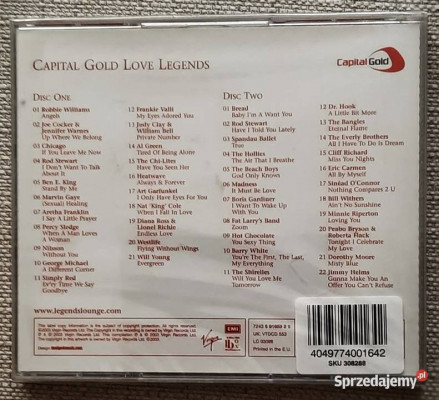 CAPITAL GOLD LOVE LEGENDS
Capital Gold
DISC ONE
01 Robbie Williams
Angels
02 Joe Cocker &
Jennifer Warnes
Up Where We Belong
03 Chicago
If You Leave Me Now
04 Rod Stewart
I Don't Want To Talk
About It
05 Ben E. King
Stand By Me
06 Marvin Gaye
(Sexual) Healing
07 Aretha Franklin
I Say A Little Prayer
08 Percy Sledge
When A Man Loves
A Woman
09 Nilsson
Without You
10 George Michael
A Different Corner
11 Simply Red
Ev'ry Time We Say
Goodbye
12 Frankie Valli
My Eyes Adored You
13 Judy Clay &
William Bell
Private Number
14 Al Green
Tired Of Being Alone
15 The Chi-Lites
Have You Seen Her
16 Heatwave
Always & Forever
17 Art Garfunkel
I Only Have Eyes For You
18 Nat 'King' Cole
When I Fall In Love
19 Diana Ross &
Lionel Richie
Endless Love
20 Westlife
Flying Without Wings
21 Will Young
Evergreen
DISC TWO
01 Bread
Baby I'm A Want You
02 Rod Stewart
Have I Told You Lately
03 Spandau Ballet
True
04 The Hollies
The Air That I Breathe
05 The Beach Boys
God Only Knows
06 Madness
It Must Be Love
07 Boris Gardiner
I Want To Wake Up
With You
08 Fat Larry's Band
Zoom
09 Hot Chocolate
You Sexy Thing
10 Barry White
You're The First, The Last,
My Everything
11 The Shirelles
Will You Love Me
Tomorrow
12 Dr. Hook
A Little Bit More
13 The Bangles
Eternal Flame
14 The Everly Brothers
All I Have To Do Is Dream
15 Cliff Richard
Miss You Nights
16 Eric Carmen
All By Myself
17 Sinéad O'Connor
Nothing Compares 2 U
18 Bill Withers
Ain't No Sunshine
19 Minnie Riperton
Loving You
20 Peabo Bryson &
Roberta Flack
Tonight I Celebrate
My Love
21 Dorothy Moore
Misty Blue
22 Jimmy Helms
Gonna Make You An
Offer You Can't Refuse
www.legendslounge.com
Virgin
EMI
Printed in the E.U.
4049774001642
SKU 308285
Sprzedajemy.pl